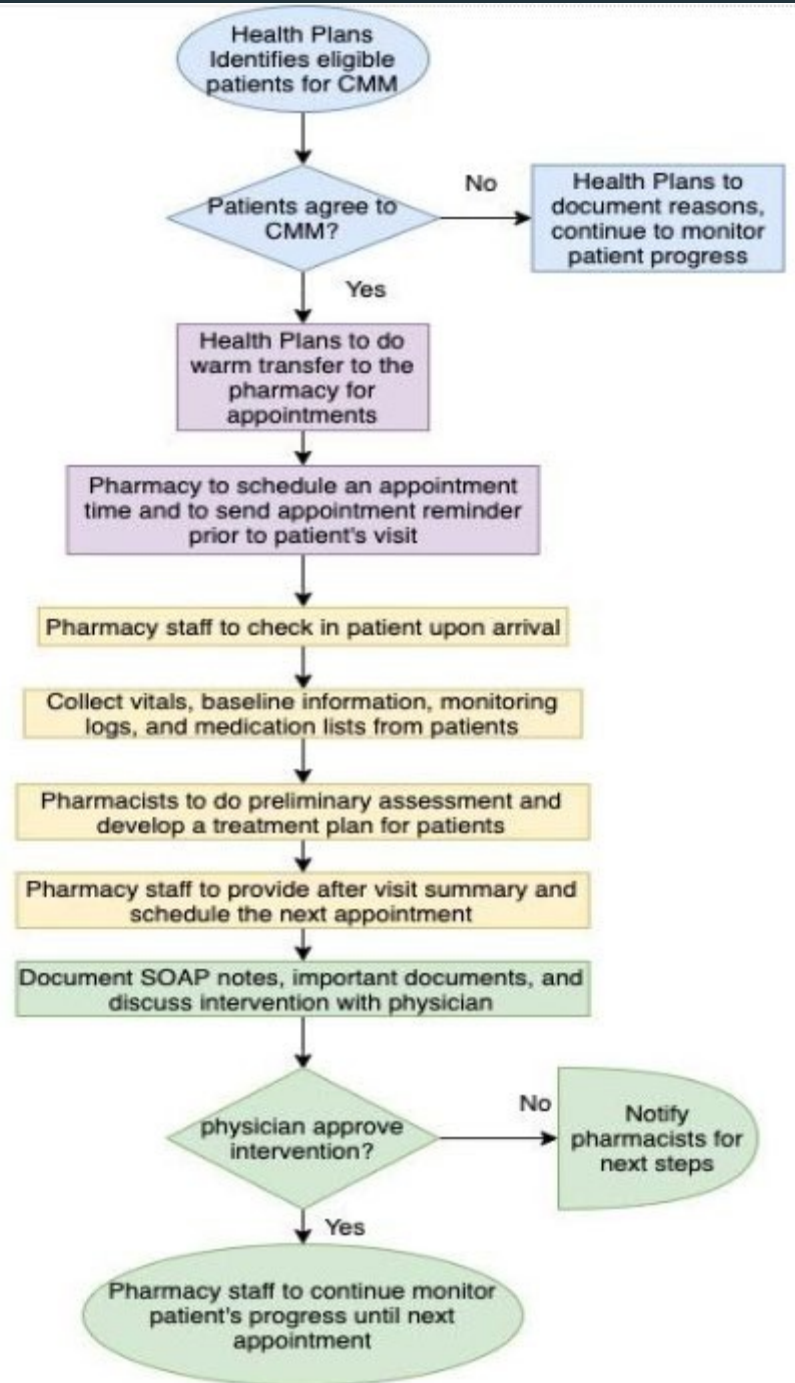 Health Plans
Identifies eligible
patients for CMM
Patients agree to
CMM?
No
Health Plans to
document reasons,
continue to monitor
patient progress
Yes
Health Plans to do
warm transfer to the
pharmacy for
appointments
Pharmacy to schedule an appointment
time and to send appointment reminder
prior to patient's visit
Pharmacy staff to check in patient upon arrival
Collect vitals, baseline information, monitoring
logs, and medication lists from patients
Pharmacists to do preliminary assessment and
develop a treatment plan for patients
Pharmacy staff to provide after visit summary and
schedule the next appointment
Document SOAP notes, important documents, and
discuss intervention with physician
physician approve
intervention?
No
Notify
pharmacists for
next steps
Yes
Pharmacy staff to continue monitor
patient's progress until next
appointment